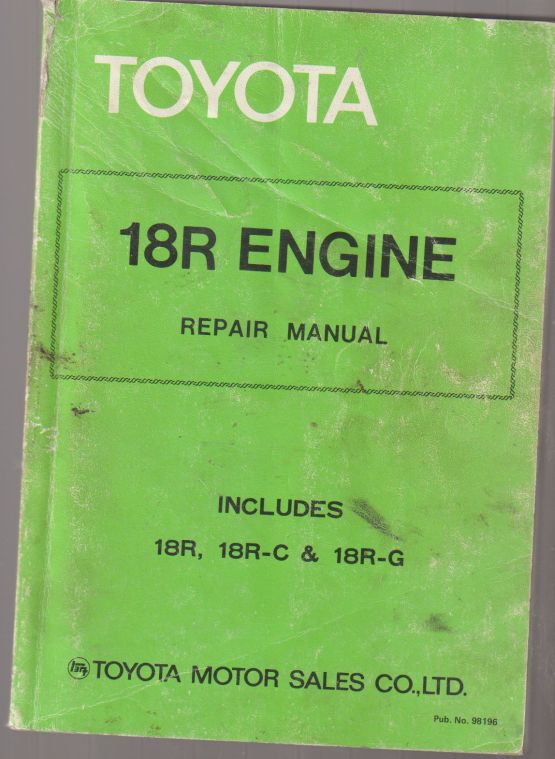 TOYOTA
18R ENGINE
REPAIR MANUAL
INCLUDES
18R, 18R-C & 18R-G
TOYOTA MOTOR SALES CO.,LTD.
Pub. No. 98196